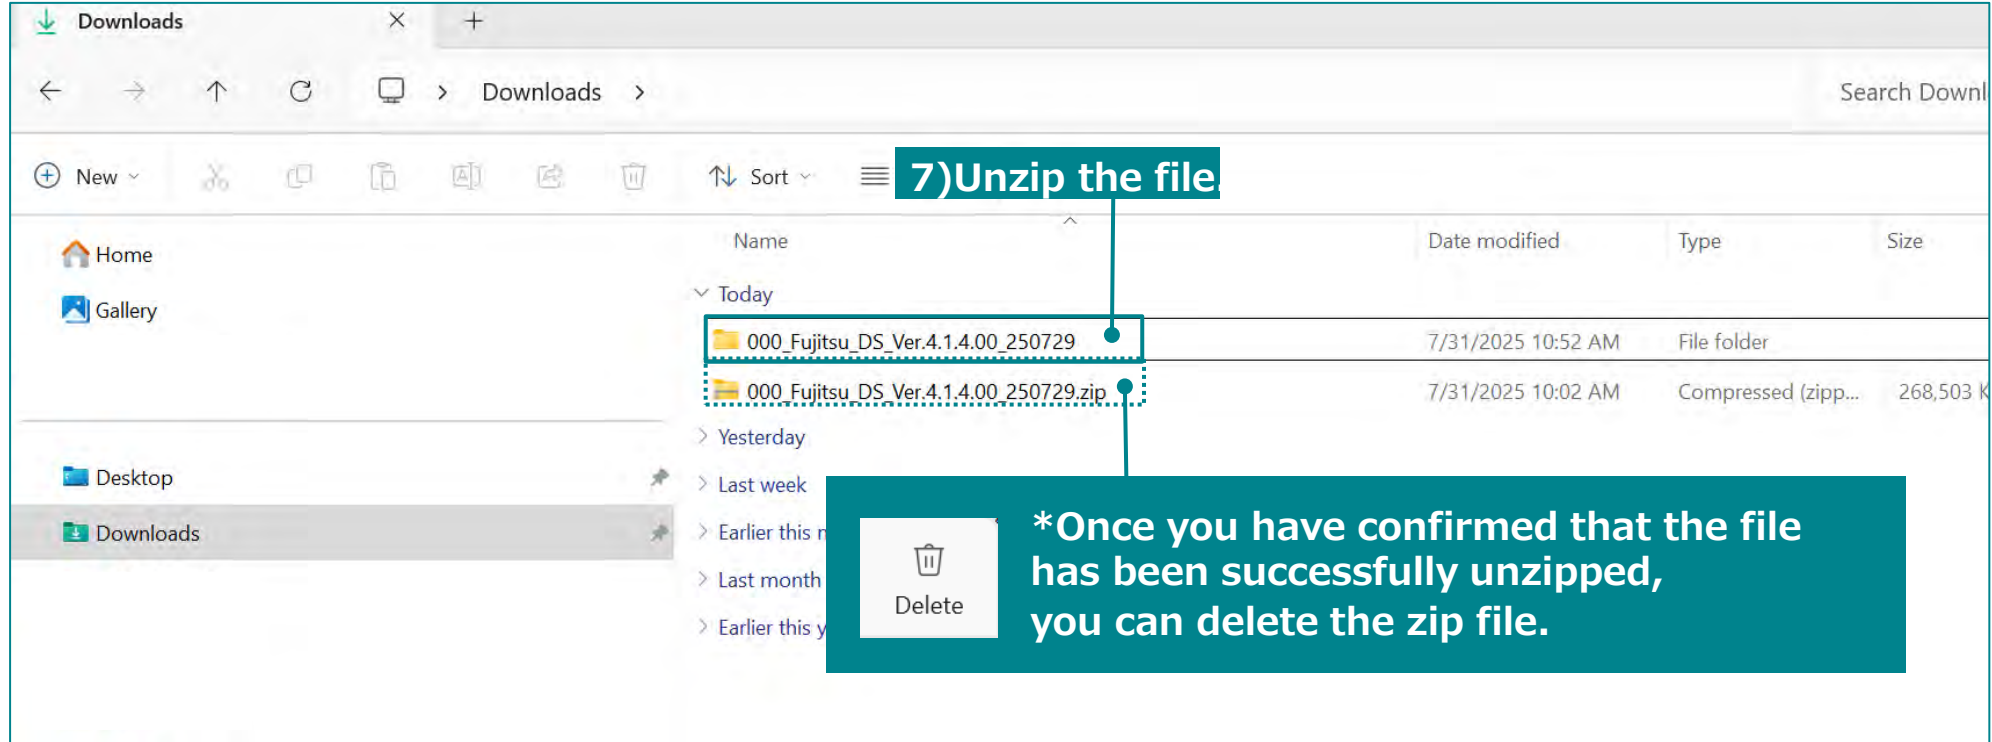 Downloads
Downloads
Search Downl
New
Sort
7)Unzip the file.
Name Date modified Type Size
Home
Gallery
Today
000_Fujitsu_DS_Ver.4.1.4.00_250729 7/31/2025 10:52 AM File folder
000_Fujitsu_DS_Ver.4.1.4.00_250729.zip 7/31/2025 10:02 AM Compressed (zipp... 268,503 K
Yesterday
Desktop
Last week
Downloads
Earlier this
Last month
Earlier this y
Delete
*Once you have confirmed that the file
has been successfully unzipped,
you can delete the zip file.